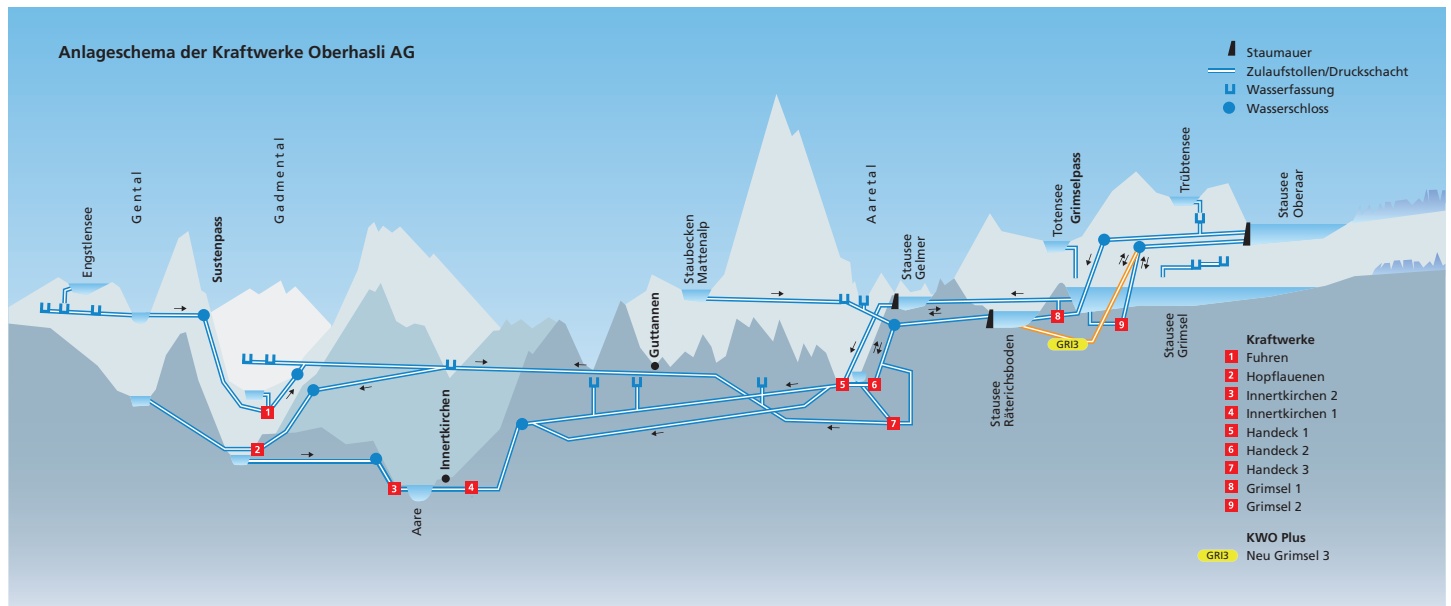 Anlageschema der Kraftwerke Oberhasli AG
Staumauer
Zulaufstollen/Druckschacht
Wasserfassung
Wasserschloss
Engstlensee
Gental
Sustenpass
Gadmental
Staubecken
Mattenalp
Aaretal
Stausee
Gelmer
Totensee
Grimselpass
Trübtensee
Stausee
Oberaar
Guttannen
Innertkirchen
Aare
Stausee
Räterichsboden
Stausee
Grimsel
1
2
3
4
5
6
7
8
9
GRI3
Kraftwerke
1 Fuhren
2 Hopflauenen
3 Innertkirchen 2
4 Innertkirchen 1
5 Handeck 1
6 Handeck 2
7 Handeck 3
8 Grimsel 1
9 Grimsel 2
KWO Plus
GRI3 Neu Grimsel 3